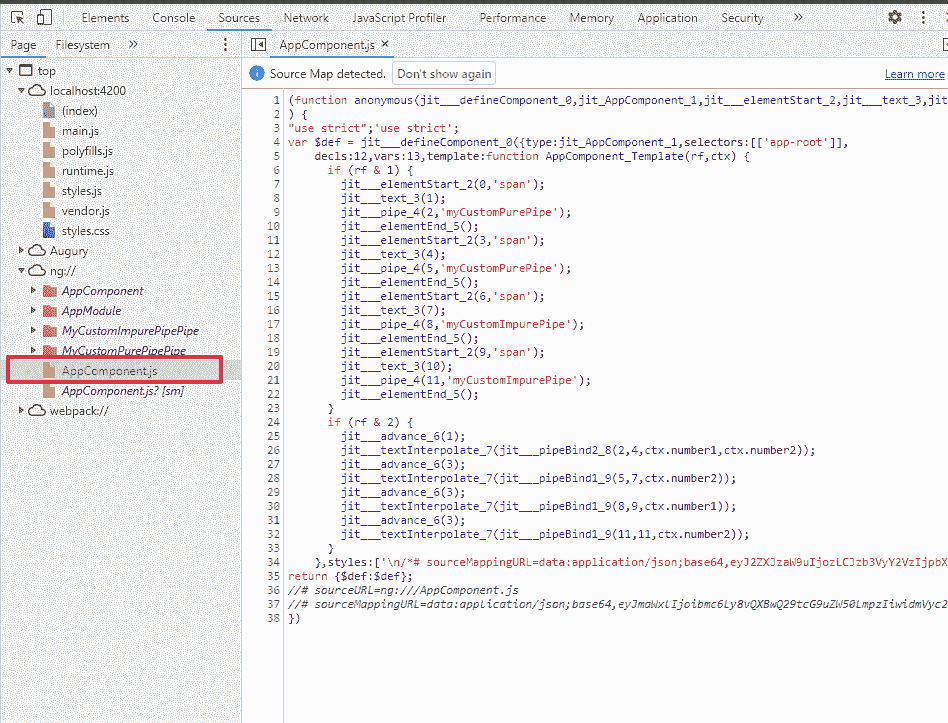 Elements Console Sources Network JavaScript Profiler Performance Memory Application Security »
Page Filesystem » AppComponent.js ×
Source Map detected. Don't show again Learn more
top
localhost:4200
(index)
main.js
polyfills.js
runtime.js
styles.js
vendor.js
styles.css
Augury
ng://
AppComponent
AppModule
MyCustomImpurePipePipe
MyCustomPurePipePipe
AppComponent.js
AppComponent.js? [sm]
webpack://
1 (function anonymous(jit___defineComponent_0,jit_AppComponent_1,jit___elementStart_2,jit___text_3,jit
2 ) {
3 "use strict";'use strict';
4 var $def = jit___defineComponent_0({type:jit_AppComponent_1,selectors:[['app-root']],
5 decls:12,vars:13,template:function AppComponent_Template(rf,ctx) {
6 if (rf & 1) {
7 jit___elementStart_2(0,'span');
8 jit___text_3(1);
9 jit___pipe_4(2,'myCustomPurePipe');
10 jit___elementEnd_5();
11 jit___elementStart_2(3,'span');
12 jit___text_3(4);
13 jit___pipe_4(5,'myCustomPurePipe');
14 jit___elementEnd_5();
15 jit___elementStart_2(6,'span');
16 jit___text_3(7);
17 jit___pipe_4(8,'myCustomImpurePipe');
18 jit___elementEnd_5();
19 jit___elementStart_2(9,'span');
20 jit___text_3(10);
21 jit___pipe_4(11,'myCustomImpurePipe');
22 jit___elementEnd_5();
23 }
24 if (rf & 2) {
25 jit___advance_6(1);
26 jit___textInterpolate_7(jit___pipeBind2_8(2,4,ctx.number1,ctx.number2));
27 jit___advance_6(3);
28 jit___textInterpolate_7(jit___pipeBind1_9(5,7,ctx.number2));
29 jit___advance_6(3);
30 jit___textInterpolate_7(jit___pipeBind1_9(8,9,ctx.number1));
31 jit___advance_6(3);
32 jit___textInterpolate_7(jit___pipeBind1_9(11,11,ctx.number2));
33 }
34 },styles:['\n/*# sourceMappingURL=data:application/json;base64,eyJ2ZXJzaW9uIjozLCJzb3VyY2VzIjpbX
35 return {$def:$def};
36 //# sourceURL=ng:///AppComponent.js
37 //# sourceMappingURL=data:application/json;base64,eyJmaWxlIjoibmc6Ly8vQXBwQ29tcG9uZW50LmpzIiwidmVyc2
38 })